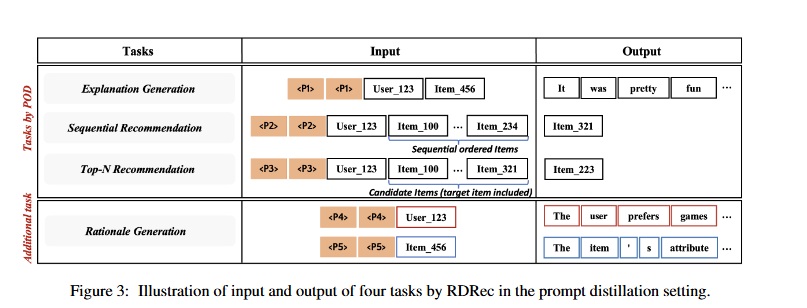 Tasks Input Output
Tasks by POD
Explanation Generation <P1> <P1> User_123 Item_456 It was pretty fun ...
Sequential Recommendation <P2> <P2> User_123 Item_100 ... Item_234 Item_321
Sequential ordered Items
Top-N Recommendation <P3> <P3> User_123 Item_100 ... Item_321 Item_223
Candidate Items (target item included)
Additional task
Rationale Generation
<P4> <P4> User_123 The user prefers games ...
<P5> <P5> Item_456 The item ' s attribute ...
Figure 3: Illustration of input and output of four tasks by RDRec in the prompt distillation setting.